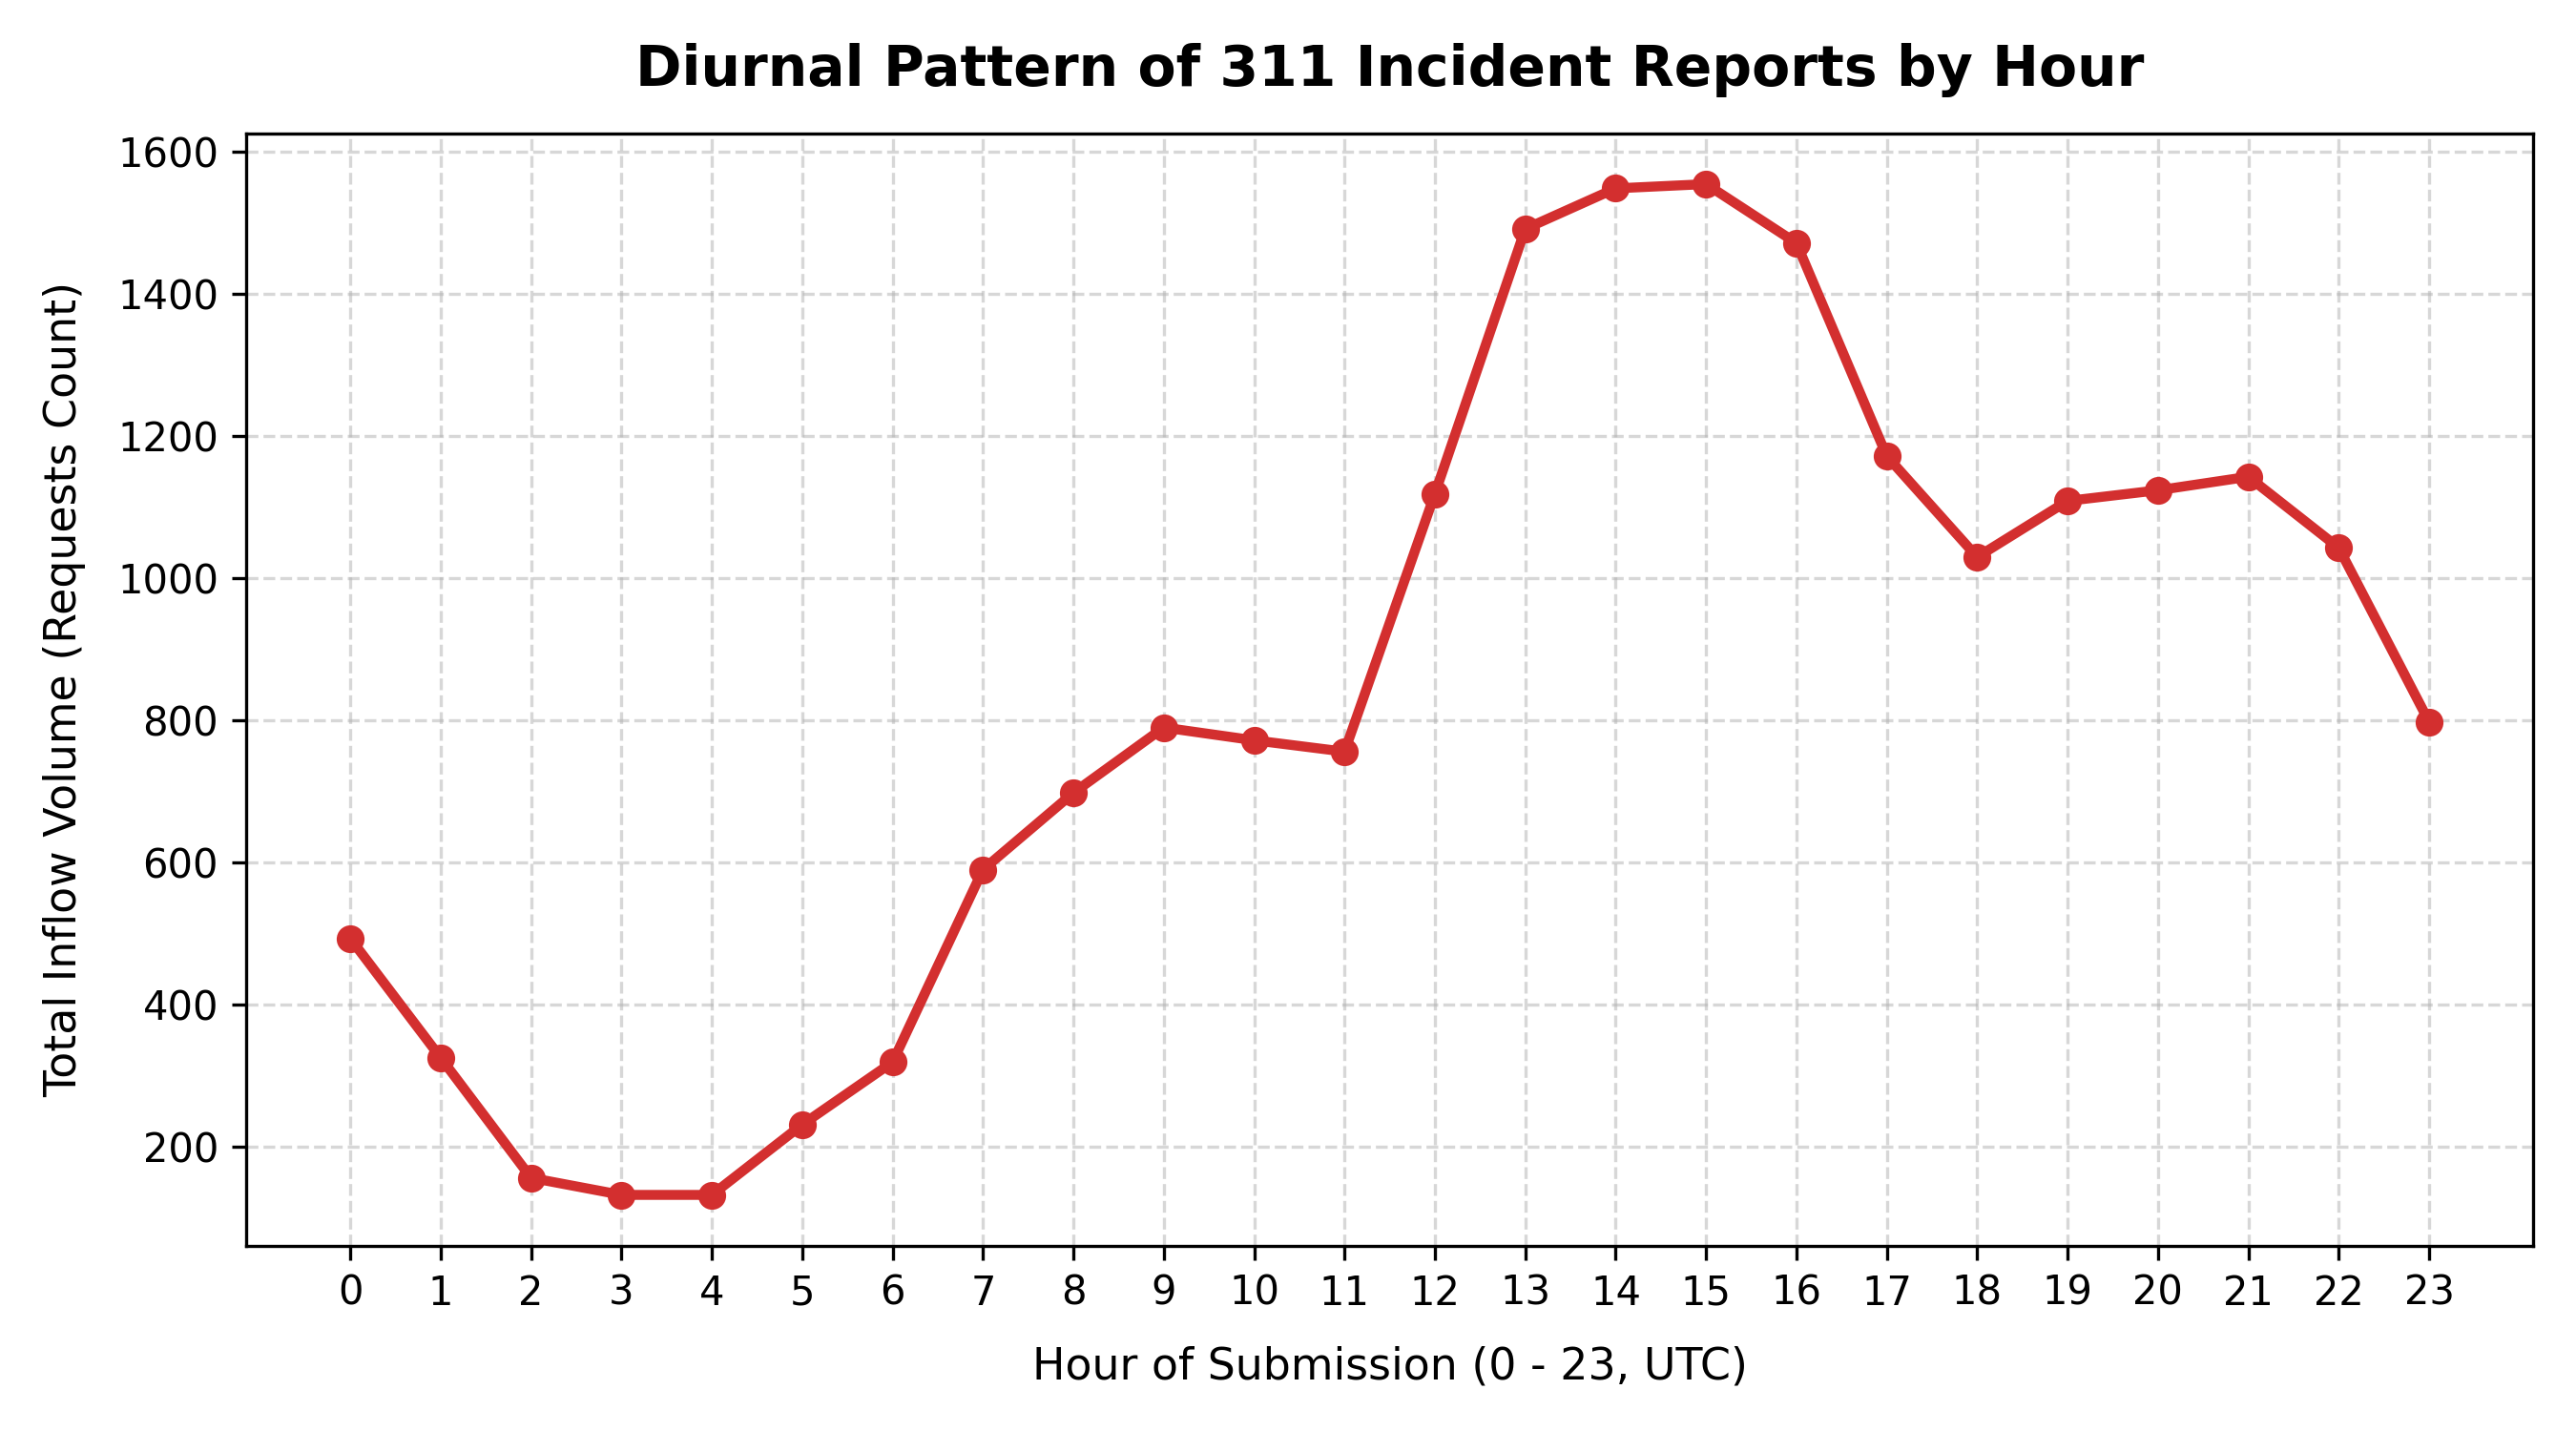 Diurnal Pattern of 311 Incident Reports by Hour
Total Inflow Volume (Requests Count)
1600
1400
1200
1000
800
600
400
200
0 1 2 3 4 5 6 7 8 9 10 11 12 13 14 15 16 17 18 19 20 21 22 23
Hour of Submission (0 - 23, UTC)